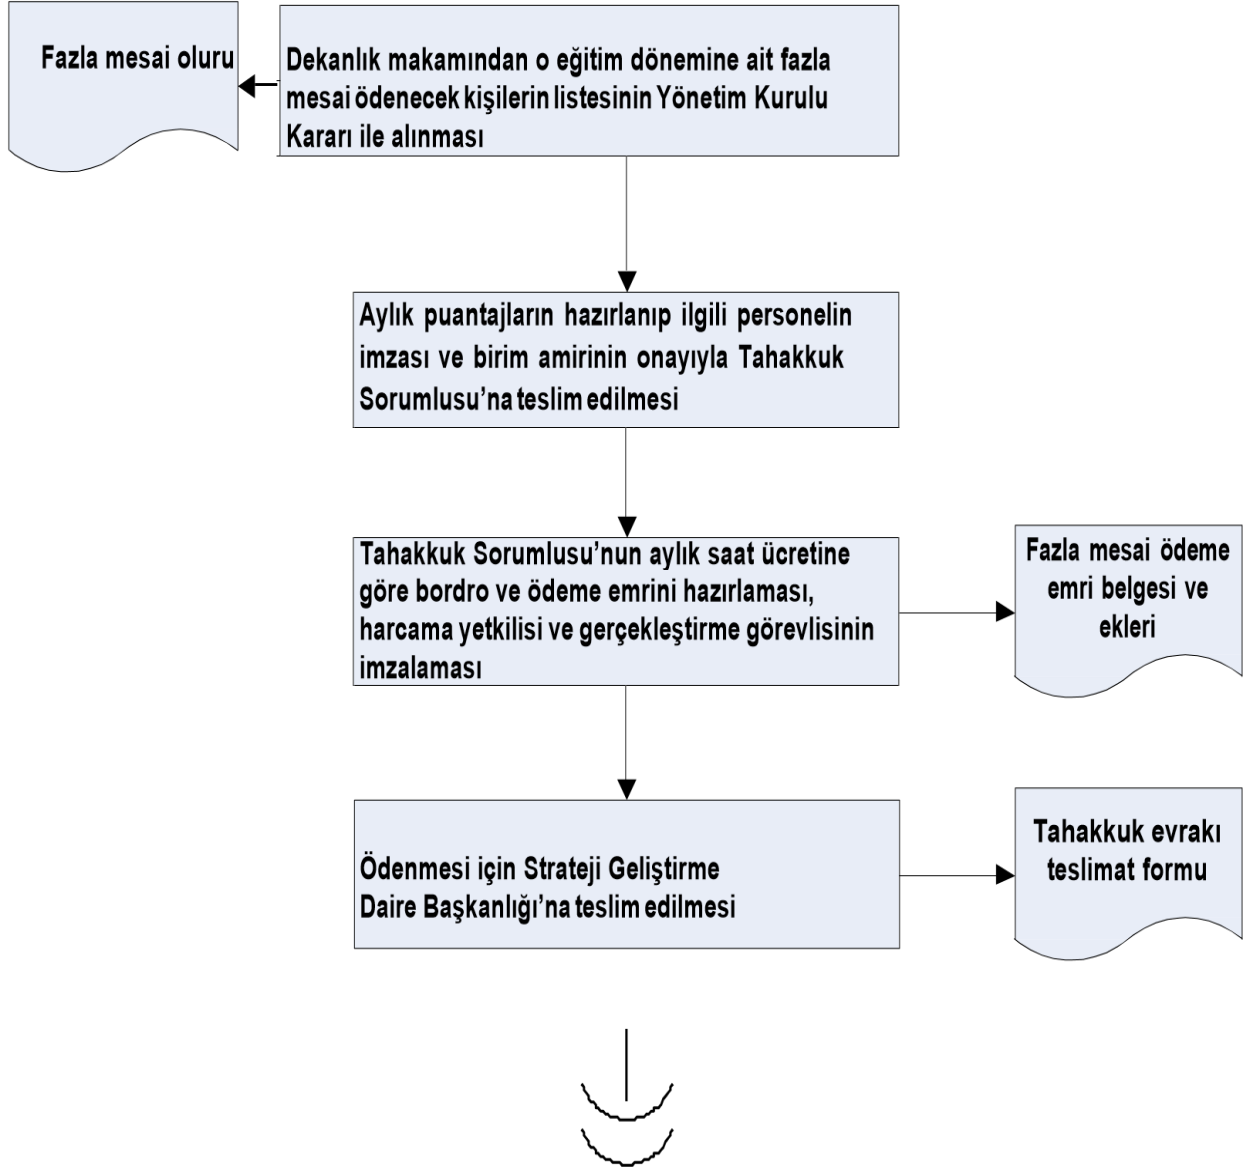 Fazla mesai oluru
Dekanlık makamından o eğitim dönemine ait fazla
mesai ödenecek kişilerin listesinin Yönetim Kurulu
Kararı ile alınması
Aylık puantajların hazırlanıp ilgili personelin
imzası ve birim amirinin onayıyla Tahakkuk
Sorumlusu’na teslim edilmesi
Tahakkuk Sorumlusu’nun aylık saat ücretine
göre bordro ve ödeme emrini hazırlaması,
harcama yetkilisi ve gerçekleştirme görevlisinin
imzalaması
Fazla mesai ödeme
emri belgesi ve
ekleri
Ödenmesi için Strateji Geliştirme
Daire Başkanlığı’na teslim edilmesi
Tahakkuk evrakı
teslimat formu